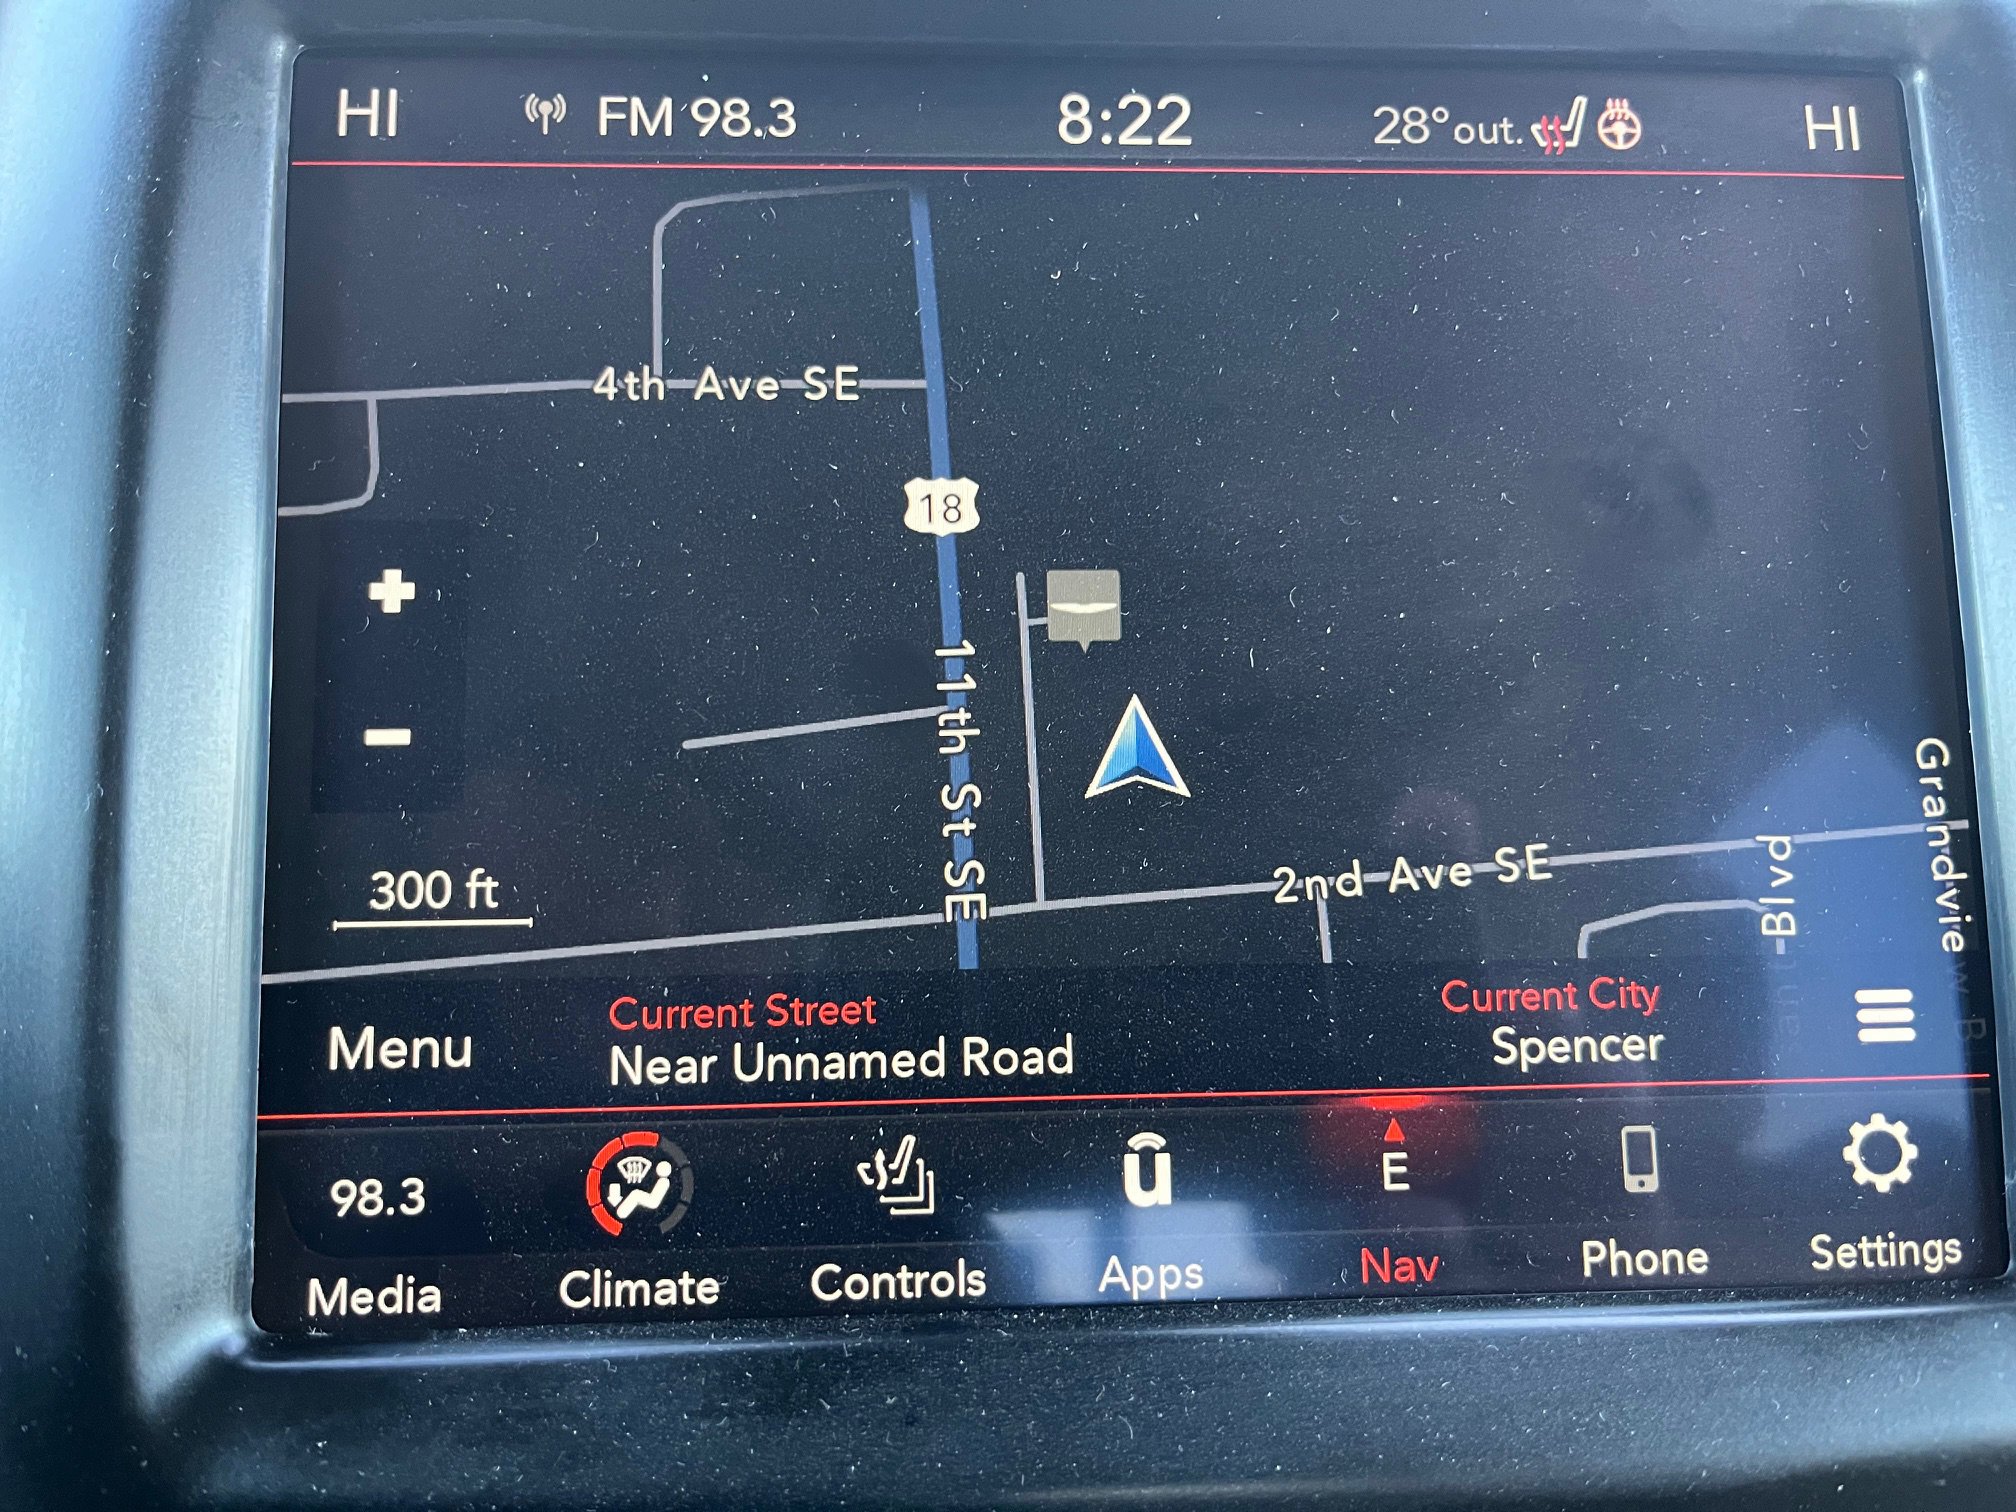 HI FM 98.3 8:22 28°out. HI
4th Ave SE
18
11th St SE
300 ft
2nd Ave SE
Blvd
Grandview B
Menu
Current Street
Near Unnamed Road
Current City
Spencer
98.3
u
E
Media
Climate
Controls
Apps
Nav
Phone
Settings